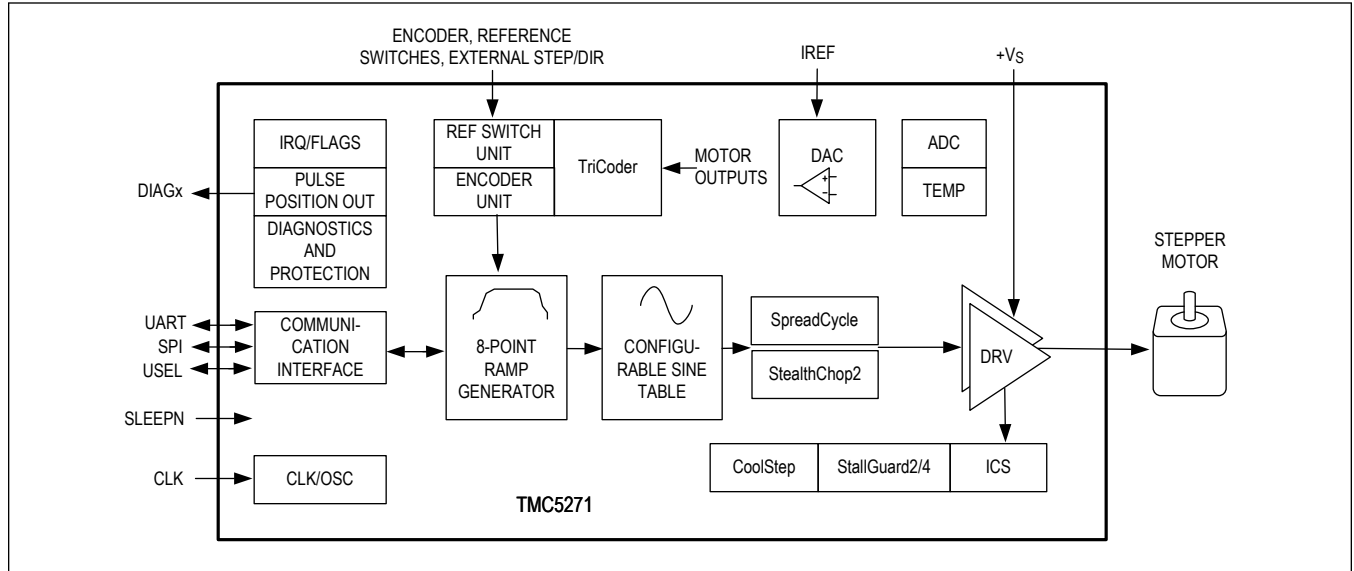 ENCODER, REFERENCE
SWITCHES, EXTERNAL STEP/DIR
IREF
+VS
IRQ/FLAGS
PULSE
POSITION OUT
DIAGNOSTICS
AND
PROTECTION
DIAGx
REF SWITCH
UNIT
ENCODER
UNIT
TriCoder
MOTOR
OUTPUTS
DAC
ADC
TEMP
STEPPER
MOTOR
UART
SPI
USEL
COMMUNI-
CATION
INTERFACE
8-POINT
RAMP
GENERATOR
CONFIGU-
RABLE SINE
TABLE
SpreadCycle
StealthChop2
DRV
SLEEPN
CLK
CLK/OSC
CoolStep
StallGuard2/4
ICS
TMC5271